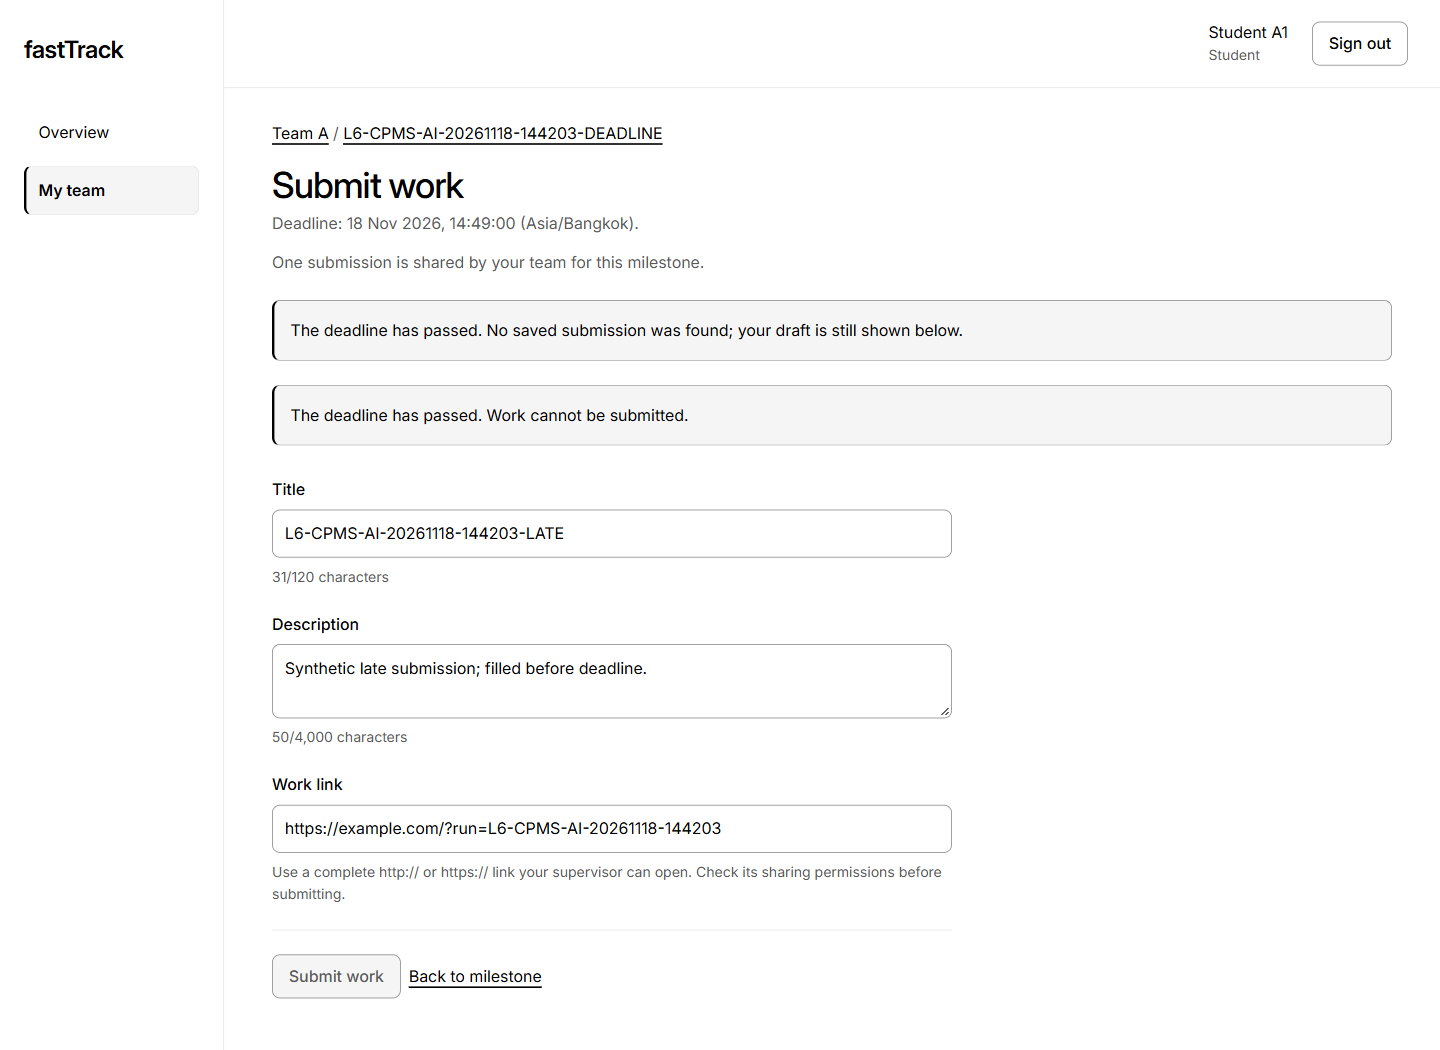 fastTrack
Student A1
Student
Sign out
Overview
My team
Team A / L6-CPMS-AI-20261118-144203-DEADLINE
Submit work
Deadline: 18 Nov 2026, 14:49:00 (Asia/Bangkok).
One submission is shared by your team for this milestone.
The deadline has passed. No saved submission was found; your draft is still shown below.
The deadline has passed. Work cannot be submitted.
Title
L6-CPMS-AI-20261118-144203-LATE
31/120 characters
Description
Synthetic late submission; filled before deadline.
50/4,000 characters
Work link
https://example.com/?run=L6-CPMS-AI-20261118-144203
Use a complete http:// or https:// link your supervisor can open. Check its sharing permissions before
submitting.
Submit work
Back to milestone